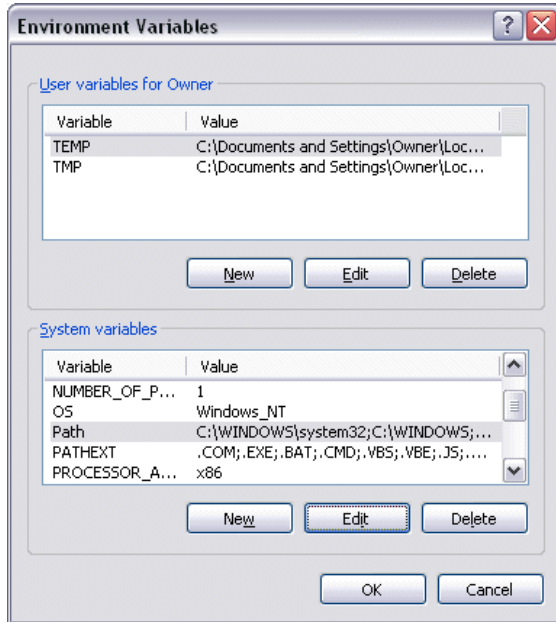 Environment Variables
User variables for Owner
Variable Value
TEMP C:\Documents and Settings\Owner\Loc...
TMP C:\Documents and Settings\Owner\Loc...
New Edit Delete
System variables
Variable Value
NUMBER_OF_P... 1
OS Windows_NT
Path C:\WINDOWS\system32;C:\WINDOWS;...
PATHEXT .COM;.EXE;.BAT;.CMD;.VBS;.VBE;.JS;....
PROCESSOR_A... x86
New Edit Delete
OK Cancel